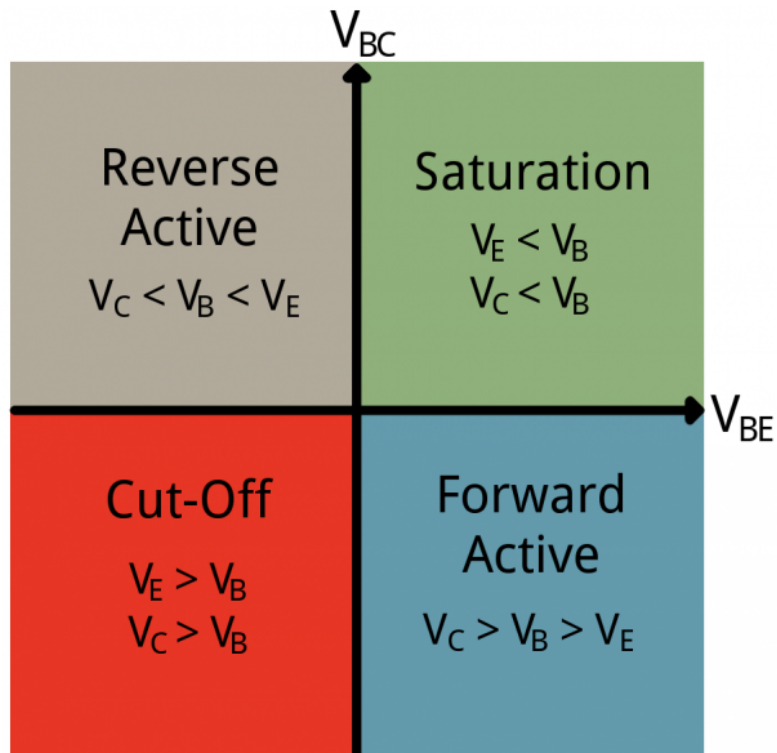 V_BC
Reverse
Active
V_C < V_B < V_E
Saturation
V_E < V_B
V_C < V_B
V_BE
Cut-Off
V_E > V_B
V_C > V_B
Forward
Active
V_C > V_B > V_E